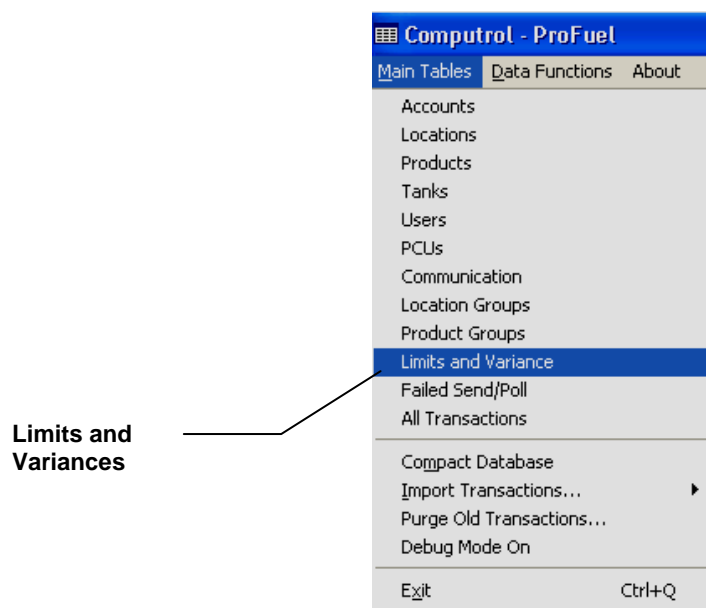 Computrol - ProFuel
Main Tables Data Functions About
Accounts
Locations
Products
Tanks
Users
PCUs
Communication
Location Groups
Product Groups
Limits and Variance
Failed Send/Poll
All Transactions
Limits and
Variances
Compact Database
Import Transactions...
Purge Old Transactions...
Debug Mode On
Exit Ctrl+Q